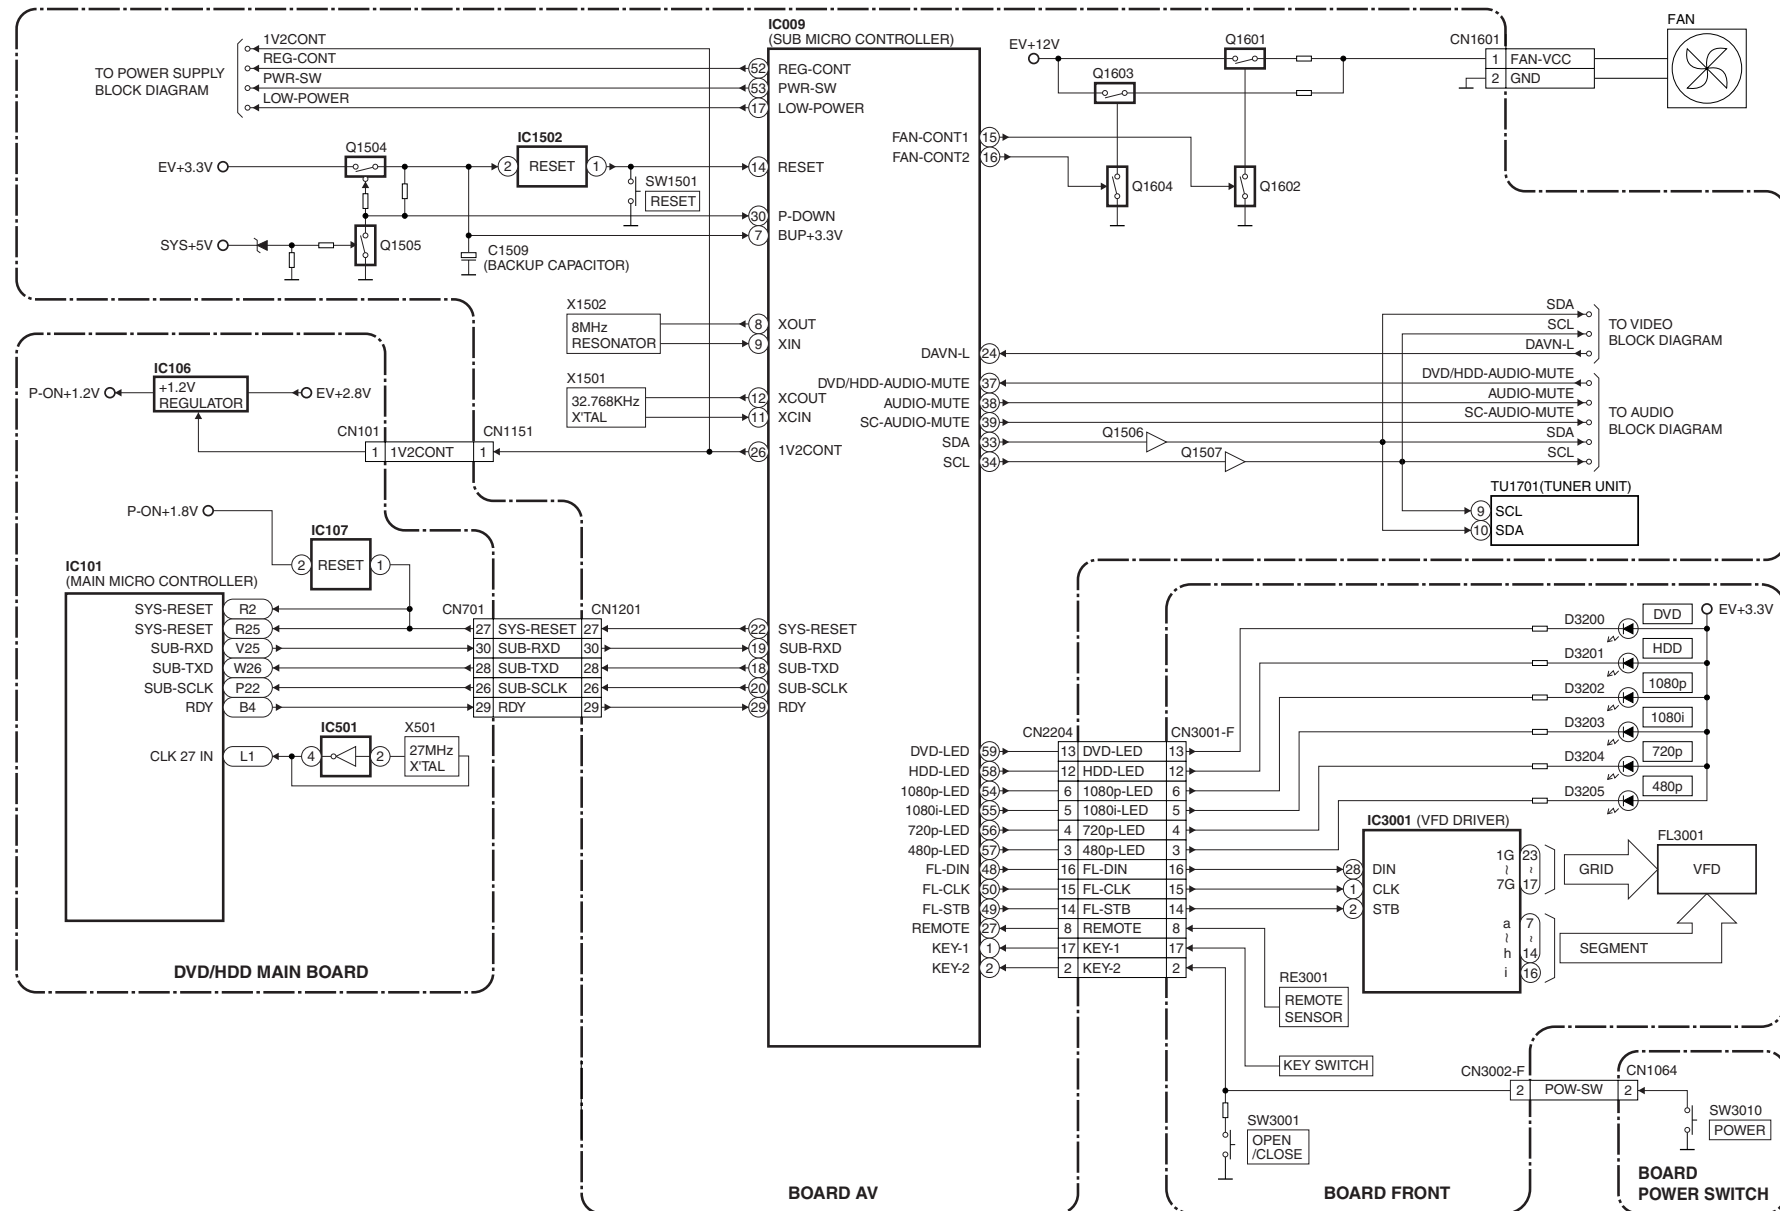 IC009
(SUB MICRO CONTROLLER)
TO POWER SUPPLY
BLOCK DIAGRAM
1V2CONT
REG-CONT
PWR-SW
LOW-POWER
52 REG-CONT
53 PWR-SW
17 LOW-POWER
EV+12V
Q1601
Q1603
CN1601
1 FAN-VCC
2 GND
FAN
FAN-CONT1 15
FAN-CONT2 16
Q1604
Q1602
Q1504
EV+3.3V
IC1502
2 RESET 1
SW1501
RESET
14 RESET
30 P-DOWN
7 BUP+3.3V
SYS+5V
Q1505
C1509
(BACKUP CAPACITOR)
X1502
8MHz
RESONATOR
8 XOUT
9 XIN
X1501
32.768KHz
X'TAL
12 XCOUT
11 XCIN
26 1V2CONT
IC106
+1.2V
REGULATOR
P-ON+1.2V
EV+2.8V
CN101
CN1151
1 1V2CONT 1
DAVN-L 24
DVD/HDD-AUDIO-MUTE 37
AUDIO-MUTE 38
SC-AUDIO-MUTE 39
SDA 33
SCL 34
Q1506
Q1507
SDA
SCL
DAVN-L
TO VIDEO
BLOCK DIAGRAM
DVD/HDD-AUDIO-MUTE
AUDIO-MUTE
SC-AUDIO-MUTE
SDA
SCL
TO AUDIO
BLOCK DIAGRAM
TU1701(TUNER UNIT)
9 SCL
10 SDA
P-ON+1.8V
IC107
2 RESET 1
IC101
(MAIN MICRO CONTROLLER)
SYS-RESET R2
SYS-RESET R25
SUB-RXD V25
SUB-TXD W26
SUB-SCLK P22
RDY B4
CLK 27 IN L1
CN701
CN1201
27 SYS-RESET 27
30 SUB-RXD 30
28 SUB-TXD 28
26 SUB-SCLK 26
29 RDY 29
22 SYS-RESET
19 SUB-RXD
18 SUB-TXD
20 SUB-SCLK
29 RDY
IC501
4 2
X501
27MHz
X'TAL
DVD/HDD MAIN BOARD
DVD-LED 59
HDD-LED 58
1080p-LED 54
1080i-LED 55
720p-LED 56
480p-LED 57
FL-DIN 48
FL-CLK 50
FL-STB 49
REMOTE 27
KEY-1 1
KEY-2 2
CN2204
CN3001-F
13 DVD-LED 13
12 HDD-LED 12
6 1080p-LED 6
5 1080i-LED 5
4 720p-LED 4
3 480p-LED 3
16 FL-DIN 16
15 FL-CLK 15
14 FL-STB 14
8 REMOTE 8
17 KEY-1 17
2 KEY-2 2
EV+3.3V
D3200 DVD
D3201 HDD
D3202 1080p
D3203 1080i
D3204 720p
D3205 480p
IC3001 (VFD DRIVER)
28 DIN
1 CLK
2 STB
1G 23
~ ~
7G 17
a 7
~ ~
h 14
i 16
GRID
SEGMENT
FL3001
VFD
RE3001
REMOTE
SENSOR
KEY SWITCH
CN3002-F
CN1064
2 POW-SW 2
SW3001
OPEN
/CLOSE
SW3010
POWER
BOARD AV
BOARD FRONT
BOARD
POWER SWITCH